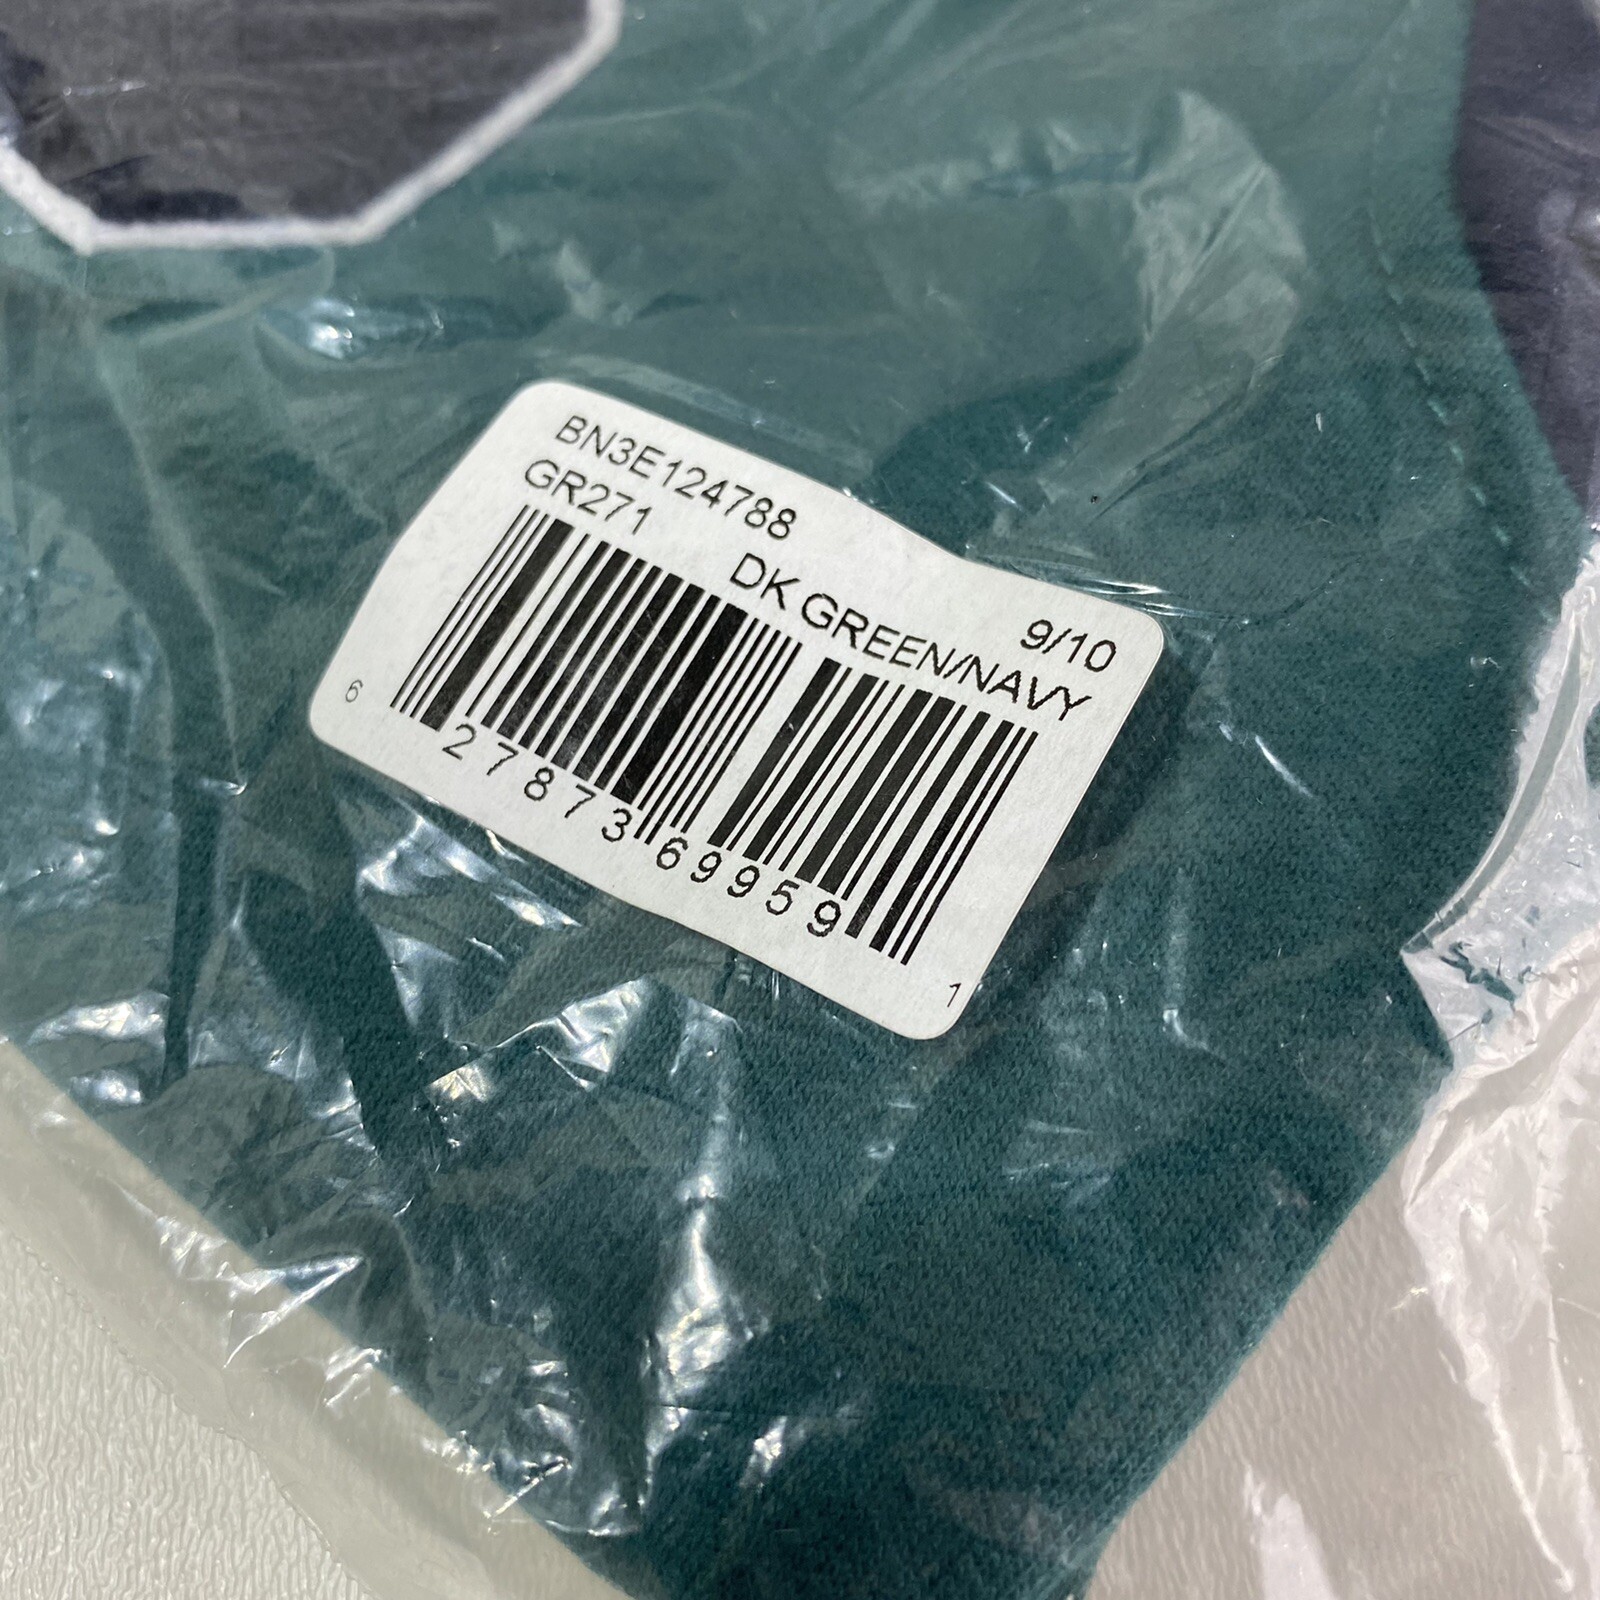 BN3E124788
GR271 9/10
DK GREEN/NAVY
6 27873 69959 1